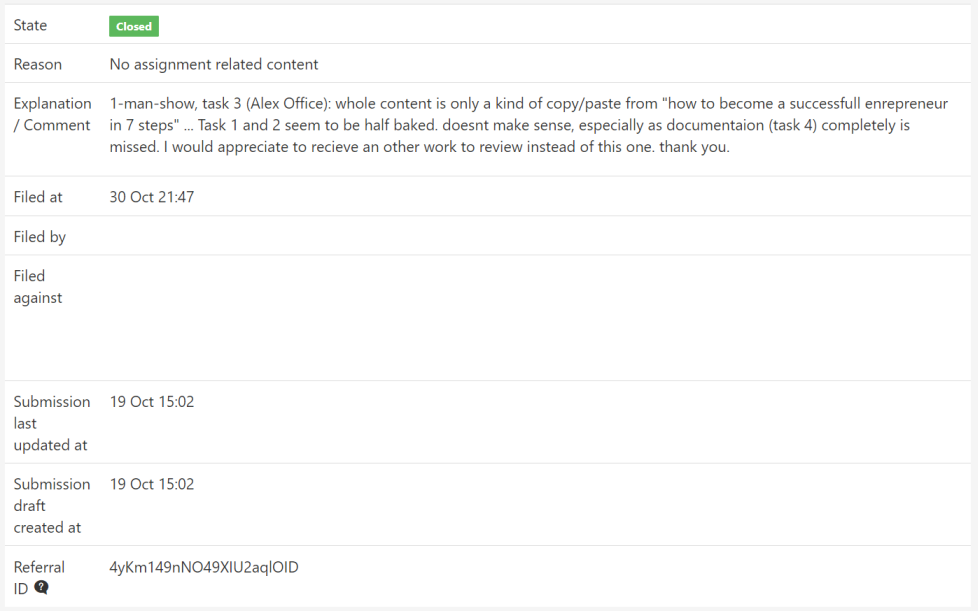 State Closed
Reason No assignment related content
Explanation 1-man-show, task 3 (Alex Office): whole content is only a kind of copy/paste from "how to become a successfull enrepreneur
/ Comment in 7 steps" ... Task 1 and 2 seem to be half baked. doesnt make sense, especially as documentaion (task 4) completely is
missed. I would appreciate to recieve an other work to review instead of this one. thank you.
Filed at 30 Oct 21:47
Filed by
Filed
against
Submission 19 Oct 15:02
last
updated at
Submission 19 Oct 15:02
draft
created at
Referral 4yKm149nNO49XIU2aqlOID
ID ?